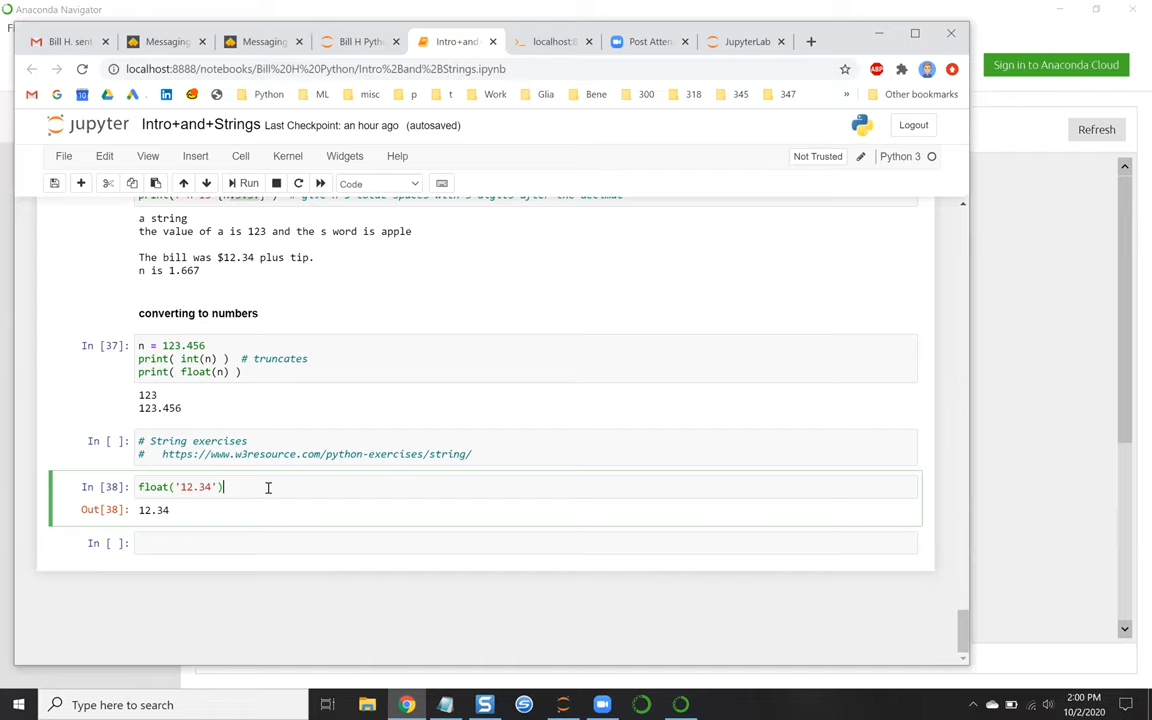 Anaconda Navigator
Sign in to Anaconda Cloud
Refresh
Bill H. sent
Messaging
Messaging
Bill H Pyth
Intro+and
localhost:8
Post Atten
JupyterLab
localhost:8888/notebooks/Bill%20H%20Python/Intro%2Band%2BStrings.ipynb
ABP
Python
ML
misc
p
t
Work
Glia
Bene
300
318
345
347
»
Other bookmarks
jupyter Intro+and+Strings Last Checkpoint: an hour ago (autosaved)
Logout
File Edit View Insert Cell Kernel Widgets Help
Not Trusted
Python 3
Run
Code
a string
the value of a is 123 and the s word is apple
The bill was $12.34 plus tip.
n is 1.667
converting to numbers
In [37]: n = 123.456
print( int(n) ) # truncates
print( float(n) )
123
123.456
In [ ]: # String exercises
# https://www.w3resource.com/python-exercises/string/
In [38]: float('12.34')
Out[38]: 12.34
In [ ]:
Type here to search
2:00 PM
10/2/2020